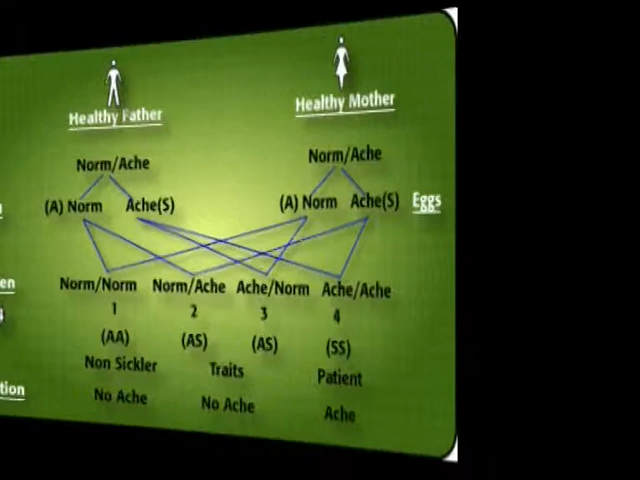 Healthy Father
Healthy Mother
Norm/Ache
Norm/Ache
(A) Norm Ache(S)
(A) Norm Ache(S) Eggs
Norm/Norm Norm/Ache Ache/Norm Ache/Ache
1 2 3 4
(AA) (AS) (AS) (SS)
Non Sickler Traits Patient
No Ache No Ache Ache